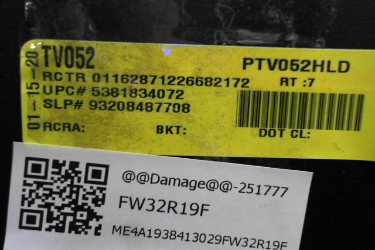 01-15-20
TV052 PTV052HLD
RCTR 01162871226682172 RT :7
UPC# 5381834072
SLP# 93208487708
RCRA: BKT: DOT CL:
@@Damage@@-251777
FW32R19F
ME4A1938413029FW32R19F